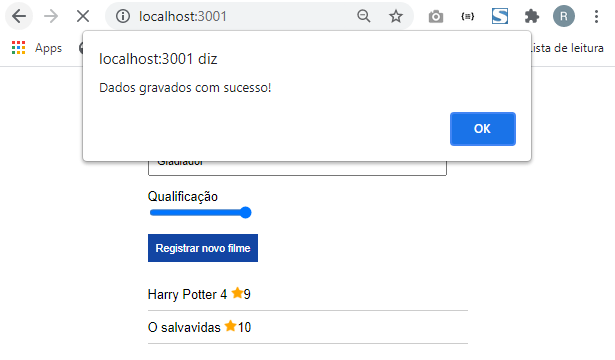 localhost:3001
Apps
Lista de leitura
R
localhost:3001 diz
Dados gravados com sucesso!
OK
Gladiador
Qualificação
Registrar novo filme
Harry Potter 4 ⭐9
O salvavidas ⭐10